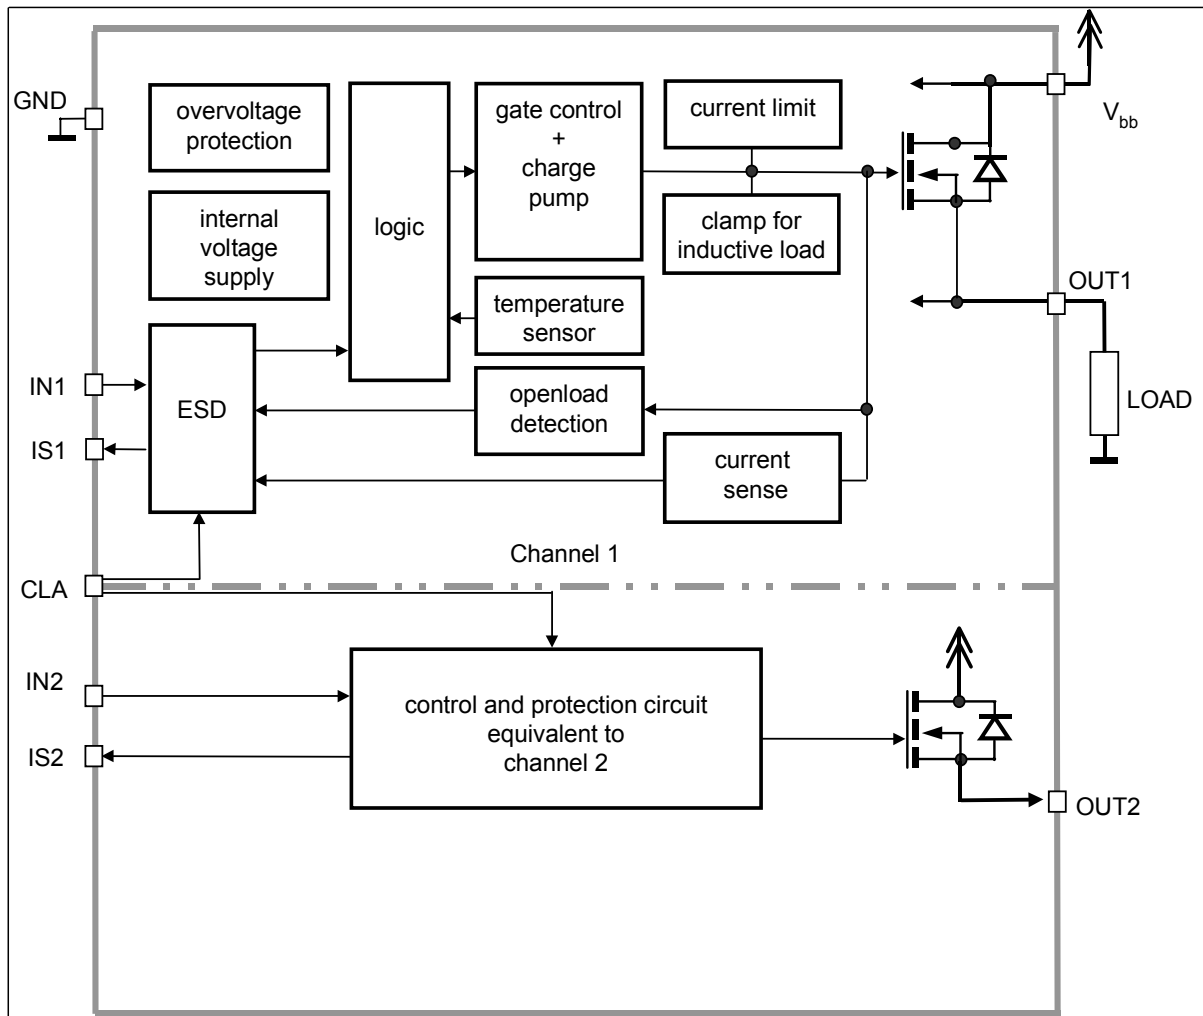 GND
overvoltage
protection
internal
voltage
supply
logic
gate control
+
charge
pump
current limit
clamp for
inductive load
Vbb
temperature
sensor
OUT1
IN1
ESD
openload
detection
LOAD
IS1
current
sense
Channel 1
CLA
IN2
control and protection circuit
equivalent to
channel 2
IS2
OUT2